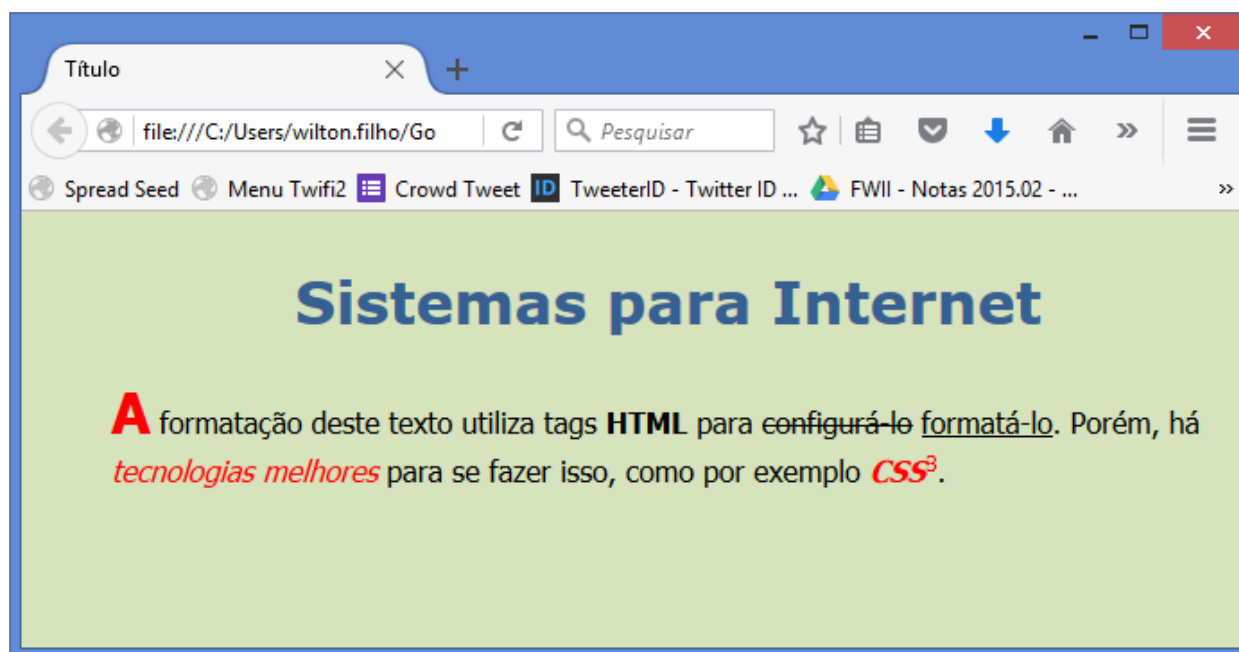 Título
file:///C:/Users/wilton.filho/Go Pesquisar
Spread Seed Menu Twifi2 Crowd Tweet ID TweeterID - Twitter ID ... FWII - Notas 2015.02 - ...
Sistemas para Internet
A formatação deste texto utiliza tags HTML para configurá-lo formatá-lo. Porém, há
tecnologias melhores para se fazer isso, como por exemplo CSS³.